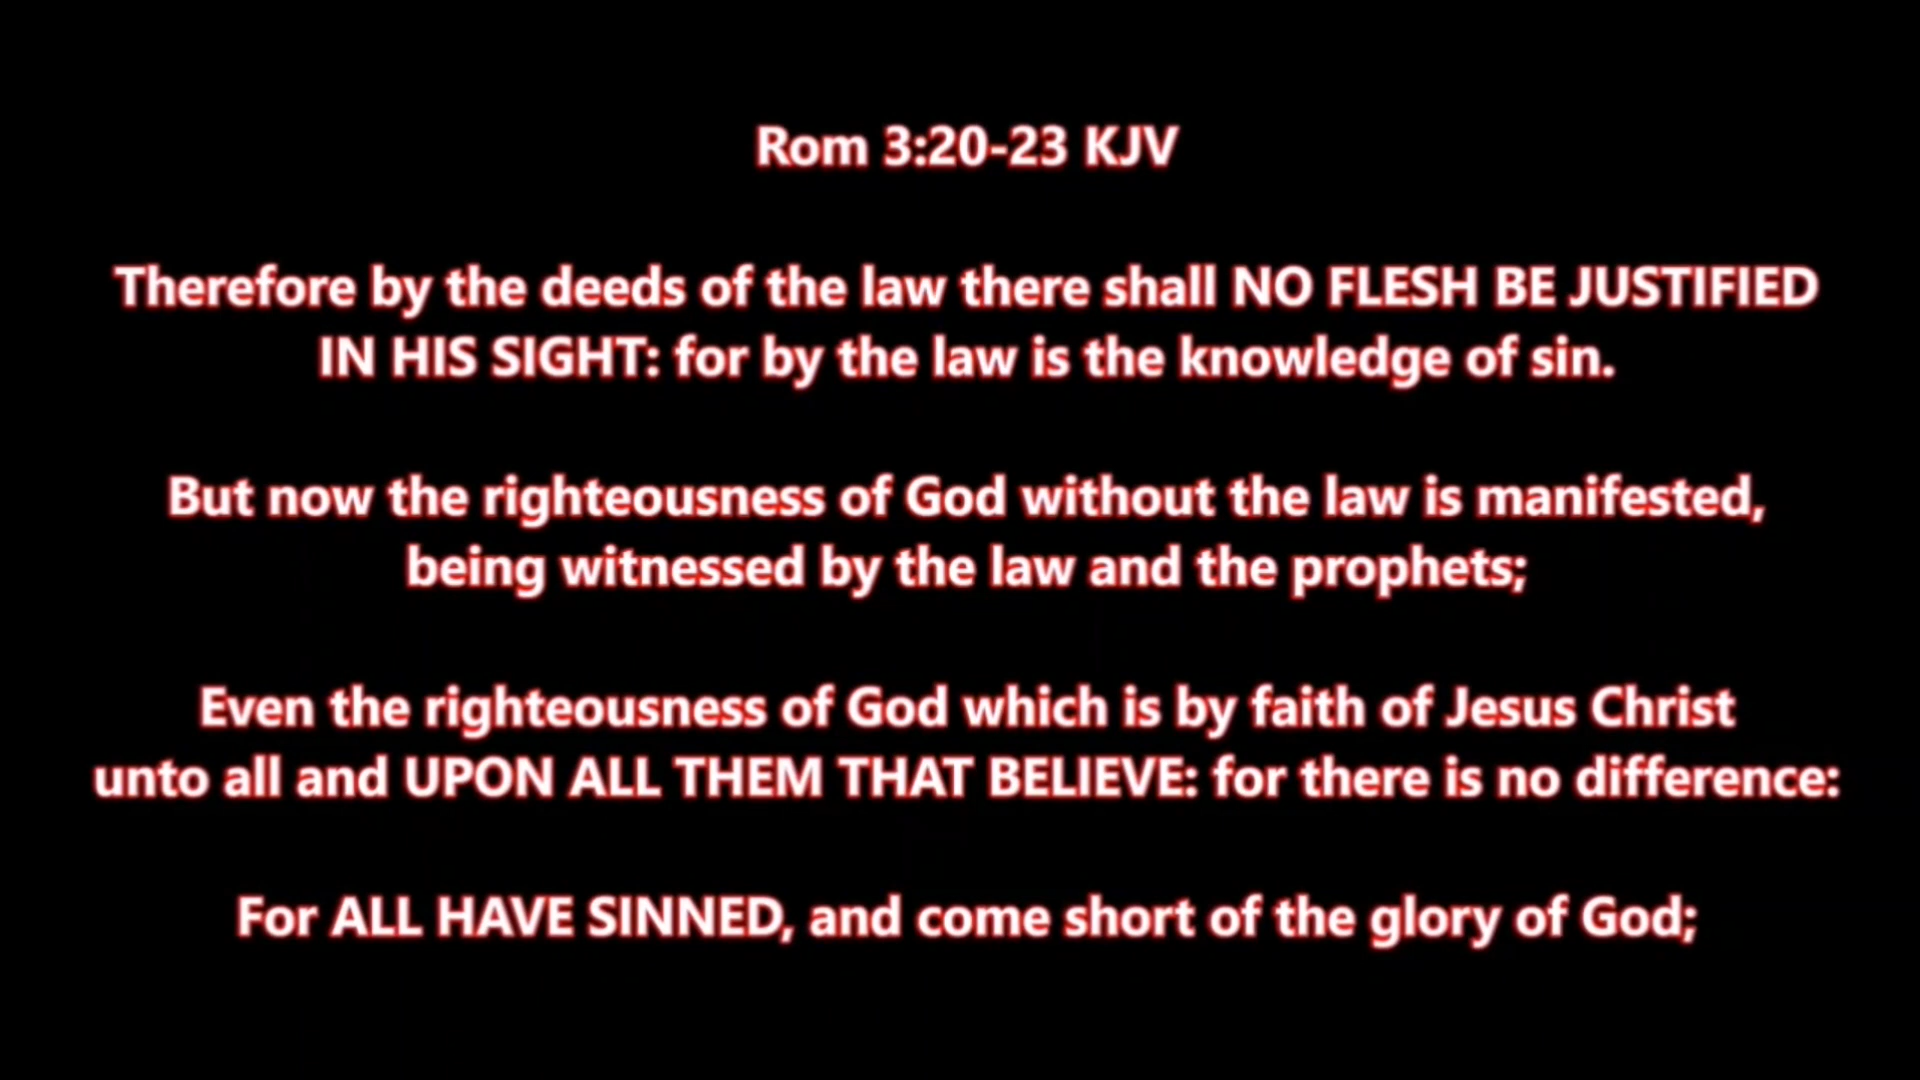 Rom 3:20-23 KJV
Therefore by the deeds of the law there shall NO FLESH BE JUSTIFIED
IN HIS SIGHT: for by the law is the knowledge of sin.
But now the righteousness of God without the law is manifested,
being witnessed by the law and the prophets;
Even the righteousness of God which is by faith of Jesus Christ
unto all and UPON ALL THEM THAT BELIEVE: for there is no difference:
For ALL HAVE SINNED, and come short of the glory of God;